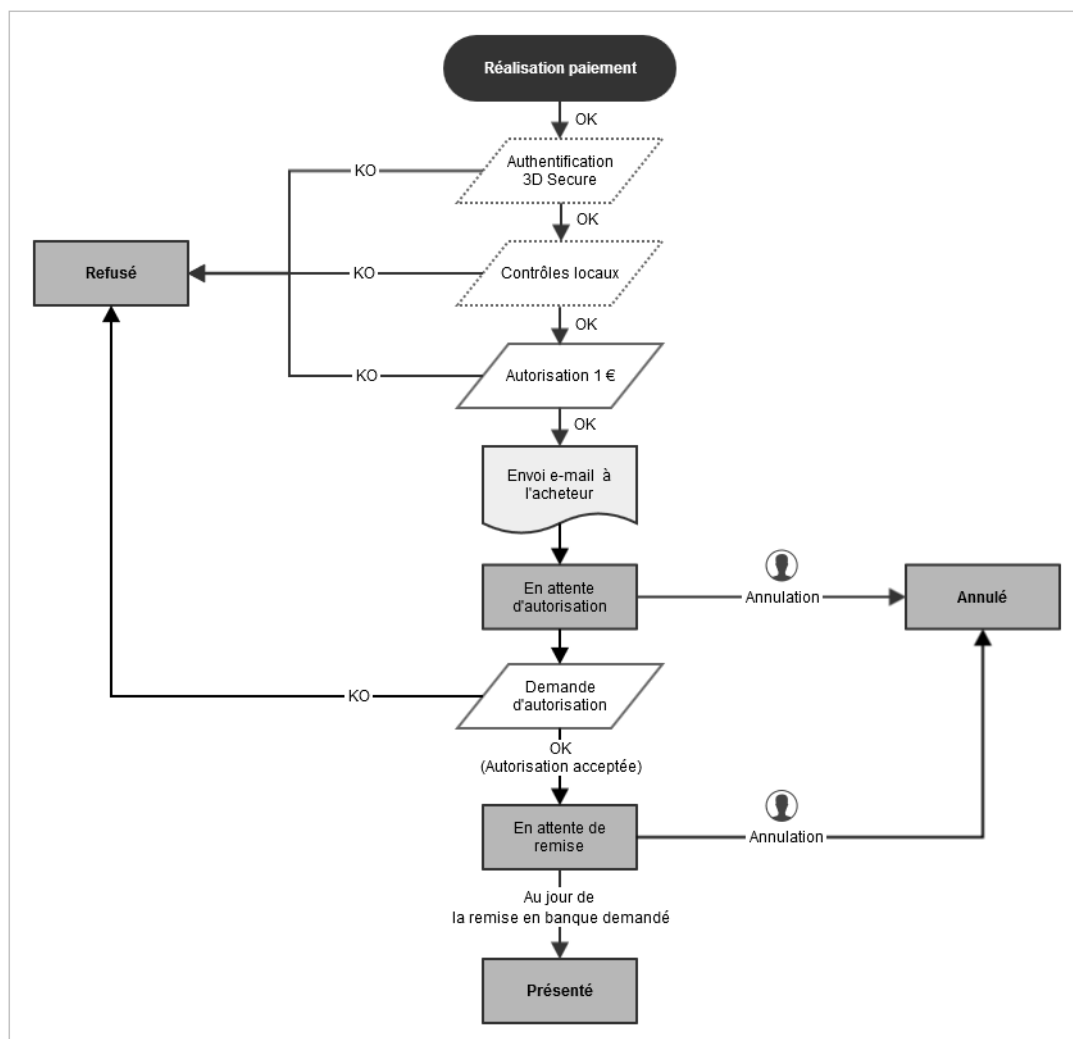 Réalisation paiement
OK
Authentification
3D Secure
KO
OK
Refusé
KO
Contrôles locaux
OK
KO
Autorisation 1 €
OK
Envoi e-mail à
l'acheteur
En attente
d'autorisation
Annulation
Annulé
Demande
d'autorisation
KO
OK
(Autorisation acceptée)
En attente de
remise
Annulation
Au jour de
la remise en banque demandé
Présenté